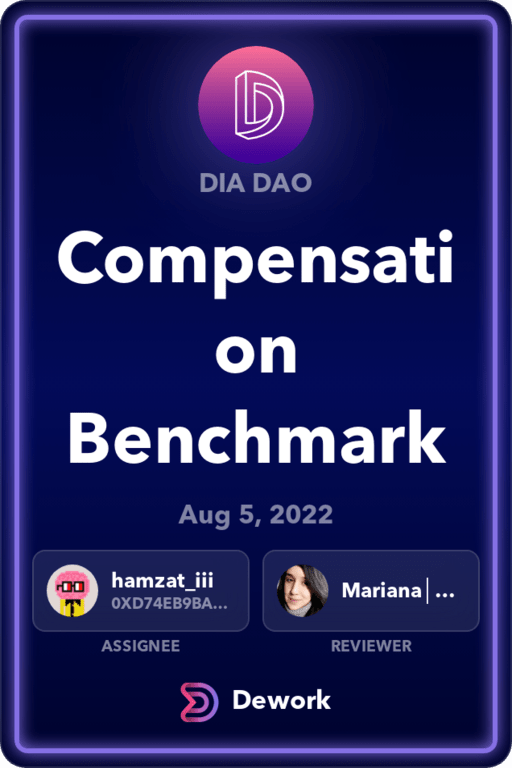 DIA DAO
Compensati
on
Benchmark
Aug 5, 2022
hamzat_iii
0XD74EB9BA...
Mariana| ...
ASSIGNEE
REVIEWER
Dework